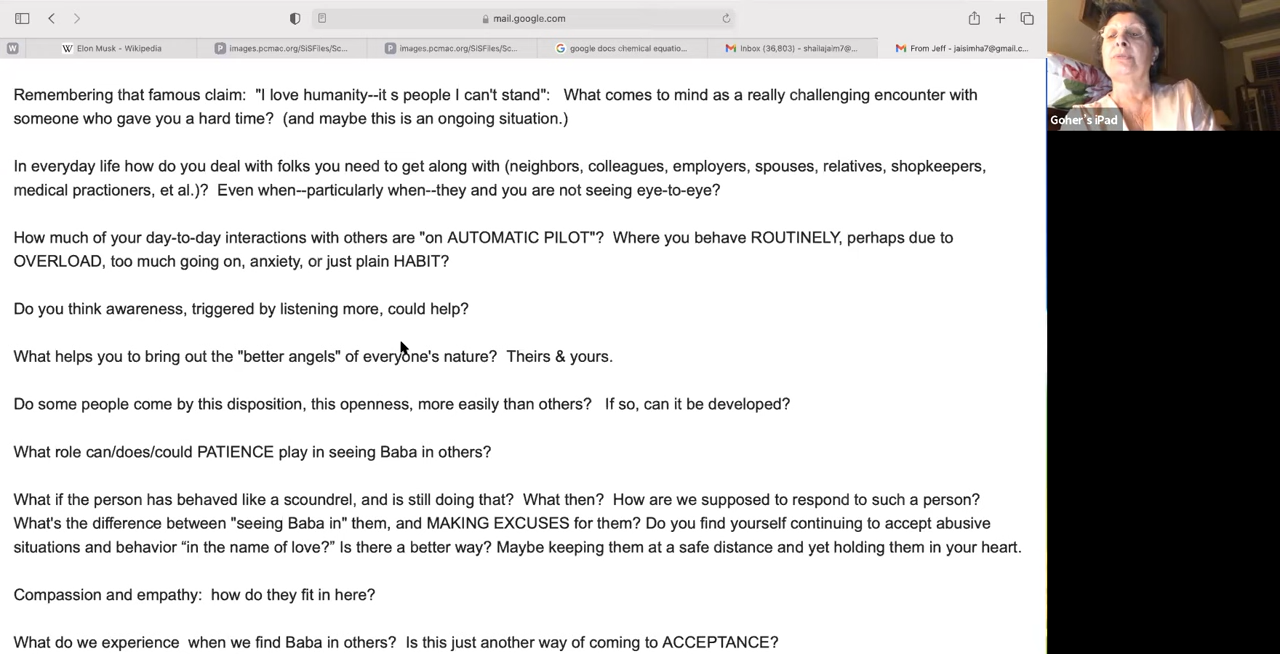 mail.google.com
W
W Elon Musk - Wikipedia
P images.pcmac.org/SiSFiles/Sc...
P images.pcmac.org/SiSFiles/Sc...
G google docs chemical equatio...
M Inbox (36,803) - shailajaim7@...
M From Jeff - jaisimha7@gmail.c...
Goher's iPad
Remembering that famous claim: "I love humanity--it s people I can't stand": What comes to mind as a really challenging encounter with
someone who gave you a hard time? (and maybe this is an ongoing situation.)
In everyday life how do you deal with folks you need to get along with (neighbors, colleagues, employers, spouses, relatives, shopkeepers,
medical practioners, et al.)? Even when--particularly when--they and you are not seeing eye-to-eye?
How much of your day-to-day interactions with others are "on AUTOMATIC PILOT"? Where you behave ROUTINELY, perhaps due to
OVERLOAD, too much going on, anxiety, or just plain HABIT?
Do you think awareness, triggered by listening more, could help?
What helps you to bring out the "better angels" of everyone's nature? Theirs & yours.
Do some people come by this disposition, this openness, more easily than others? If so, can it be developed?
What role can/does/could PATIENCE play in seeing Baba in others?
What if the person has behaved like a scoundrel, and is still doing that? What then? How are we supposed to respond to such a person?
What's the difference between "seeing Baba in" them, and MAKING EXCUSES for them? Do you find yourself continuing to accept abusive
situations and behavior “in the name of love?” Is there a better way? Maybe keeping them at a safe distance and yet holding them in your heart.
Compassion and empathy: how do they fit in here?
What do we experience when we find Baba in others? Is this just another way of coming to ACCEPTANCE?